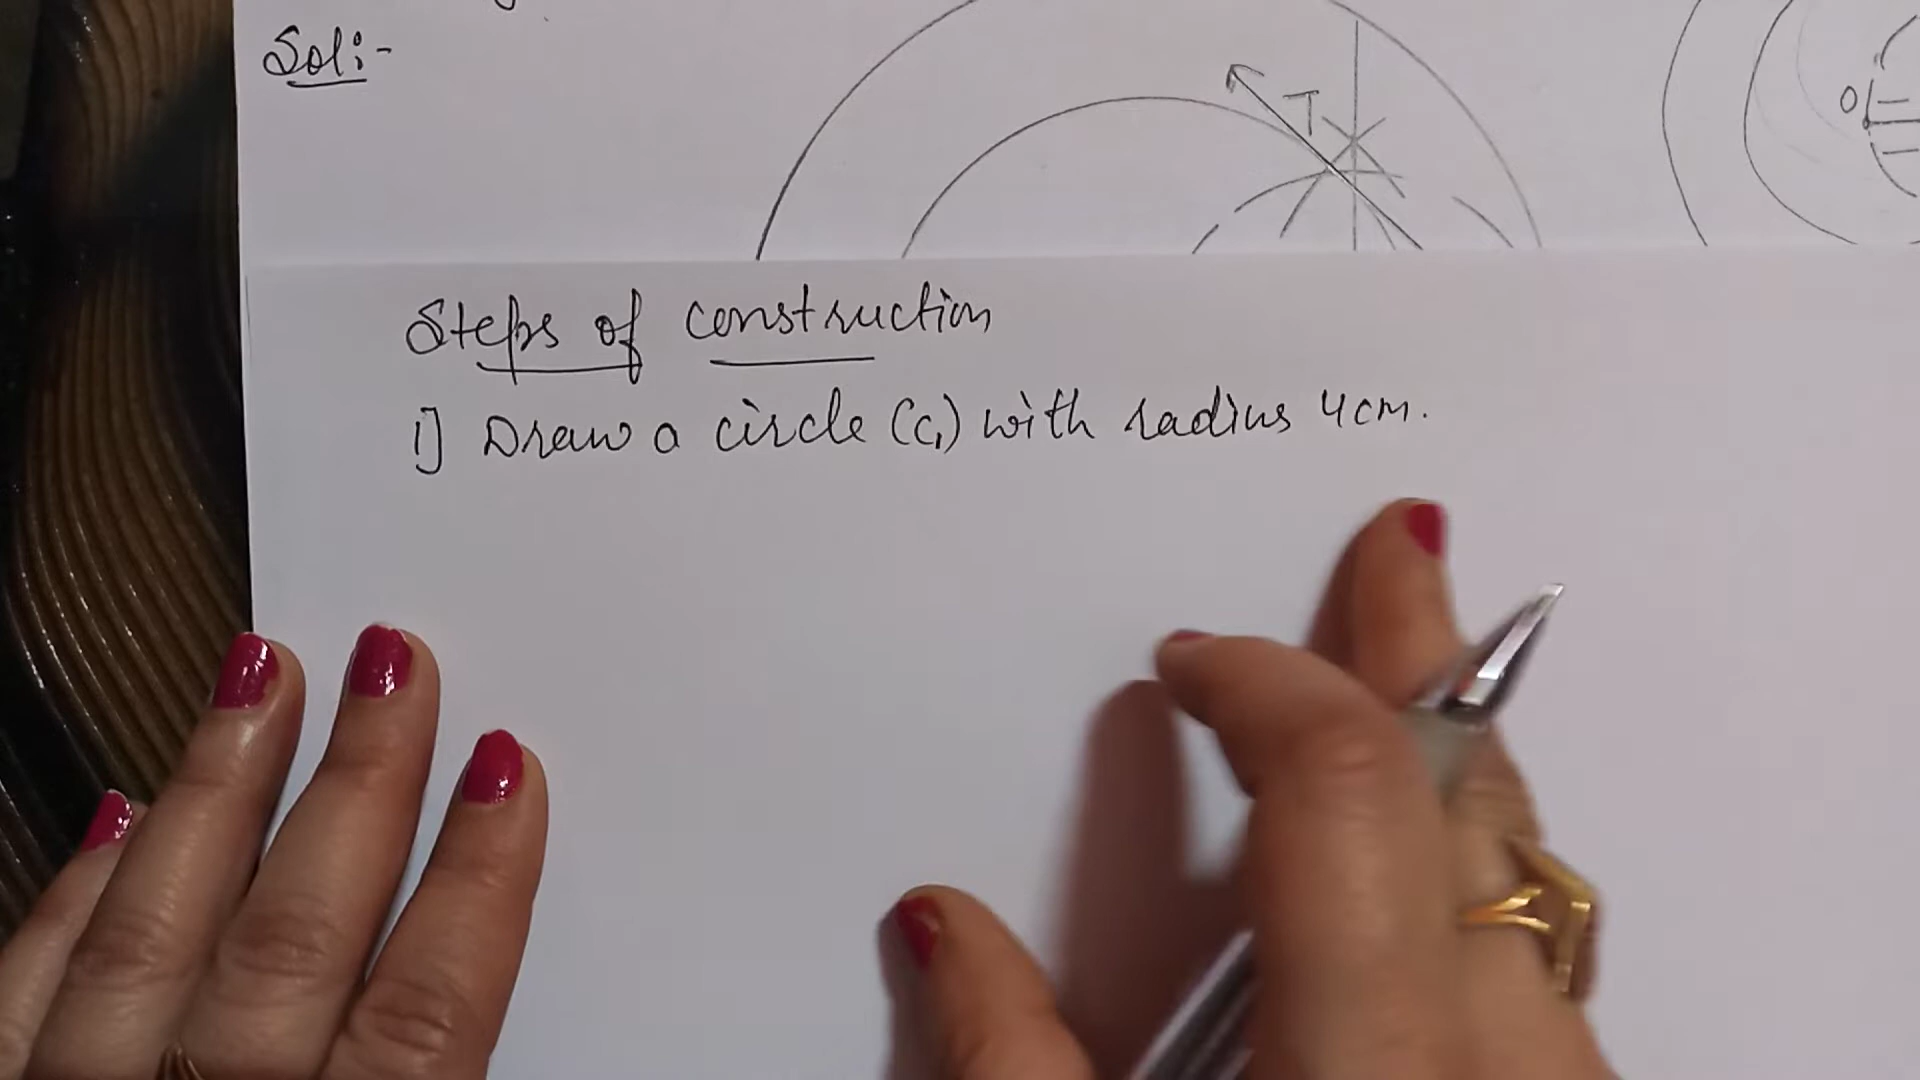 Sol:-
T
O
Steps of construction
1] Draw a circle (C₁) with radius 4cm.